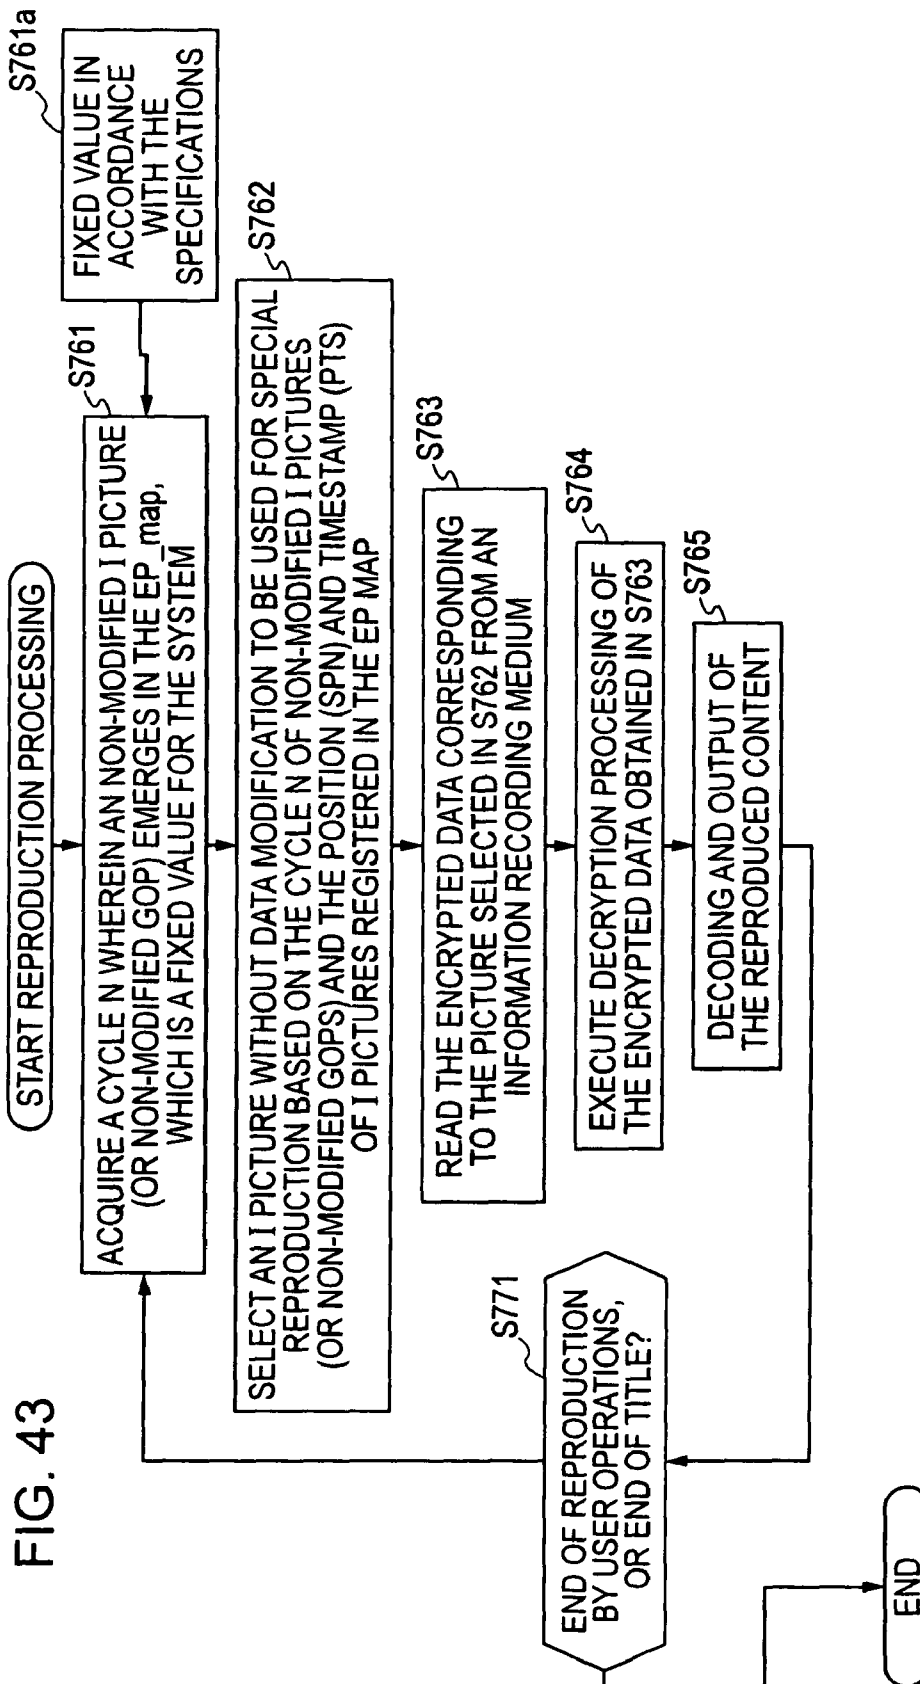 FIG. 43
START REPRODUCTION PROCESSING
S761
ACQUIRE A CYCLE N WHEREIN AN NON-MODIFIED I PICTURE
(OR NON-MODIFIED GOP) EMERGES IN THE EP_map,
WHICH IS A FIXED VALUE FOR THE SYSTEM
S761a
FIXED VALUE IN
ACCORDANCE
WITH THE
SPECIFICATIONS
S762
SELECT AN I PICTURE WITHOUT DATA MODIFICATION TO BE USED FOR SPECIAL
REPRODUCTION BASED ON THE CYCLE N OF NON-MODIFIED I PICTURES
(OR NON-MODIFIED GOPS) AND THE POSITION (SPN) AND TIMESTAMP (PTS)
OF I PICTURES REGISTERED IN THE EP MAP
S763
READ THE ENCRYPTED DATA CORRESPONDING
TO THE PICTURE SELECTED IN S762 FROM AN
INFORMATION RECORDING MEDIUM
S764
EXECUTE DECRYPTION PROCESSING OF
THE ENCRYPTED DATA OBTAINED IN S763
S765
DECODING AND OUTPUT OF
THE REPRODUCED CONTENT
S771
END OF REPRODUCTION
BY USER OPERATIONS,
OR END OF TITLE?
END